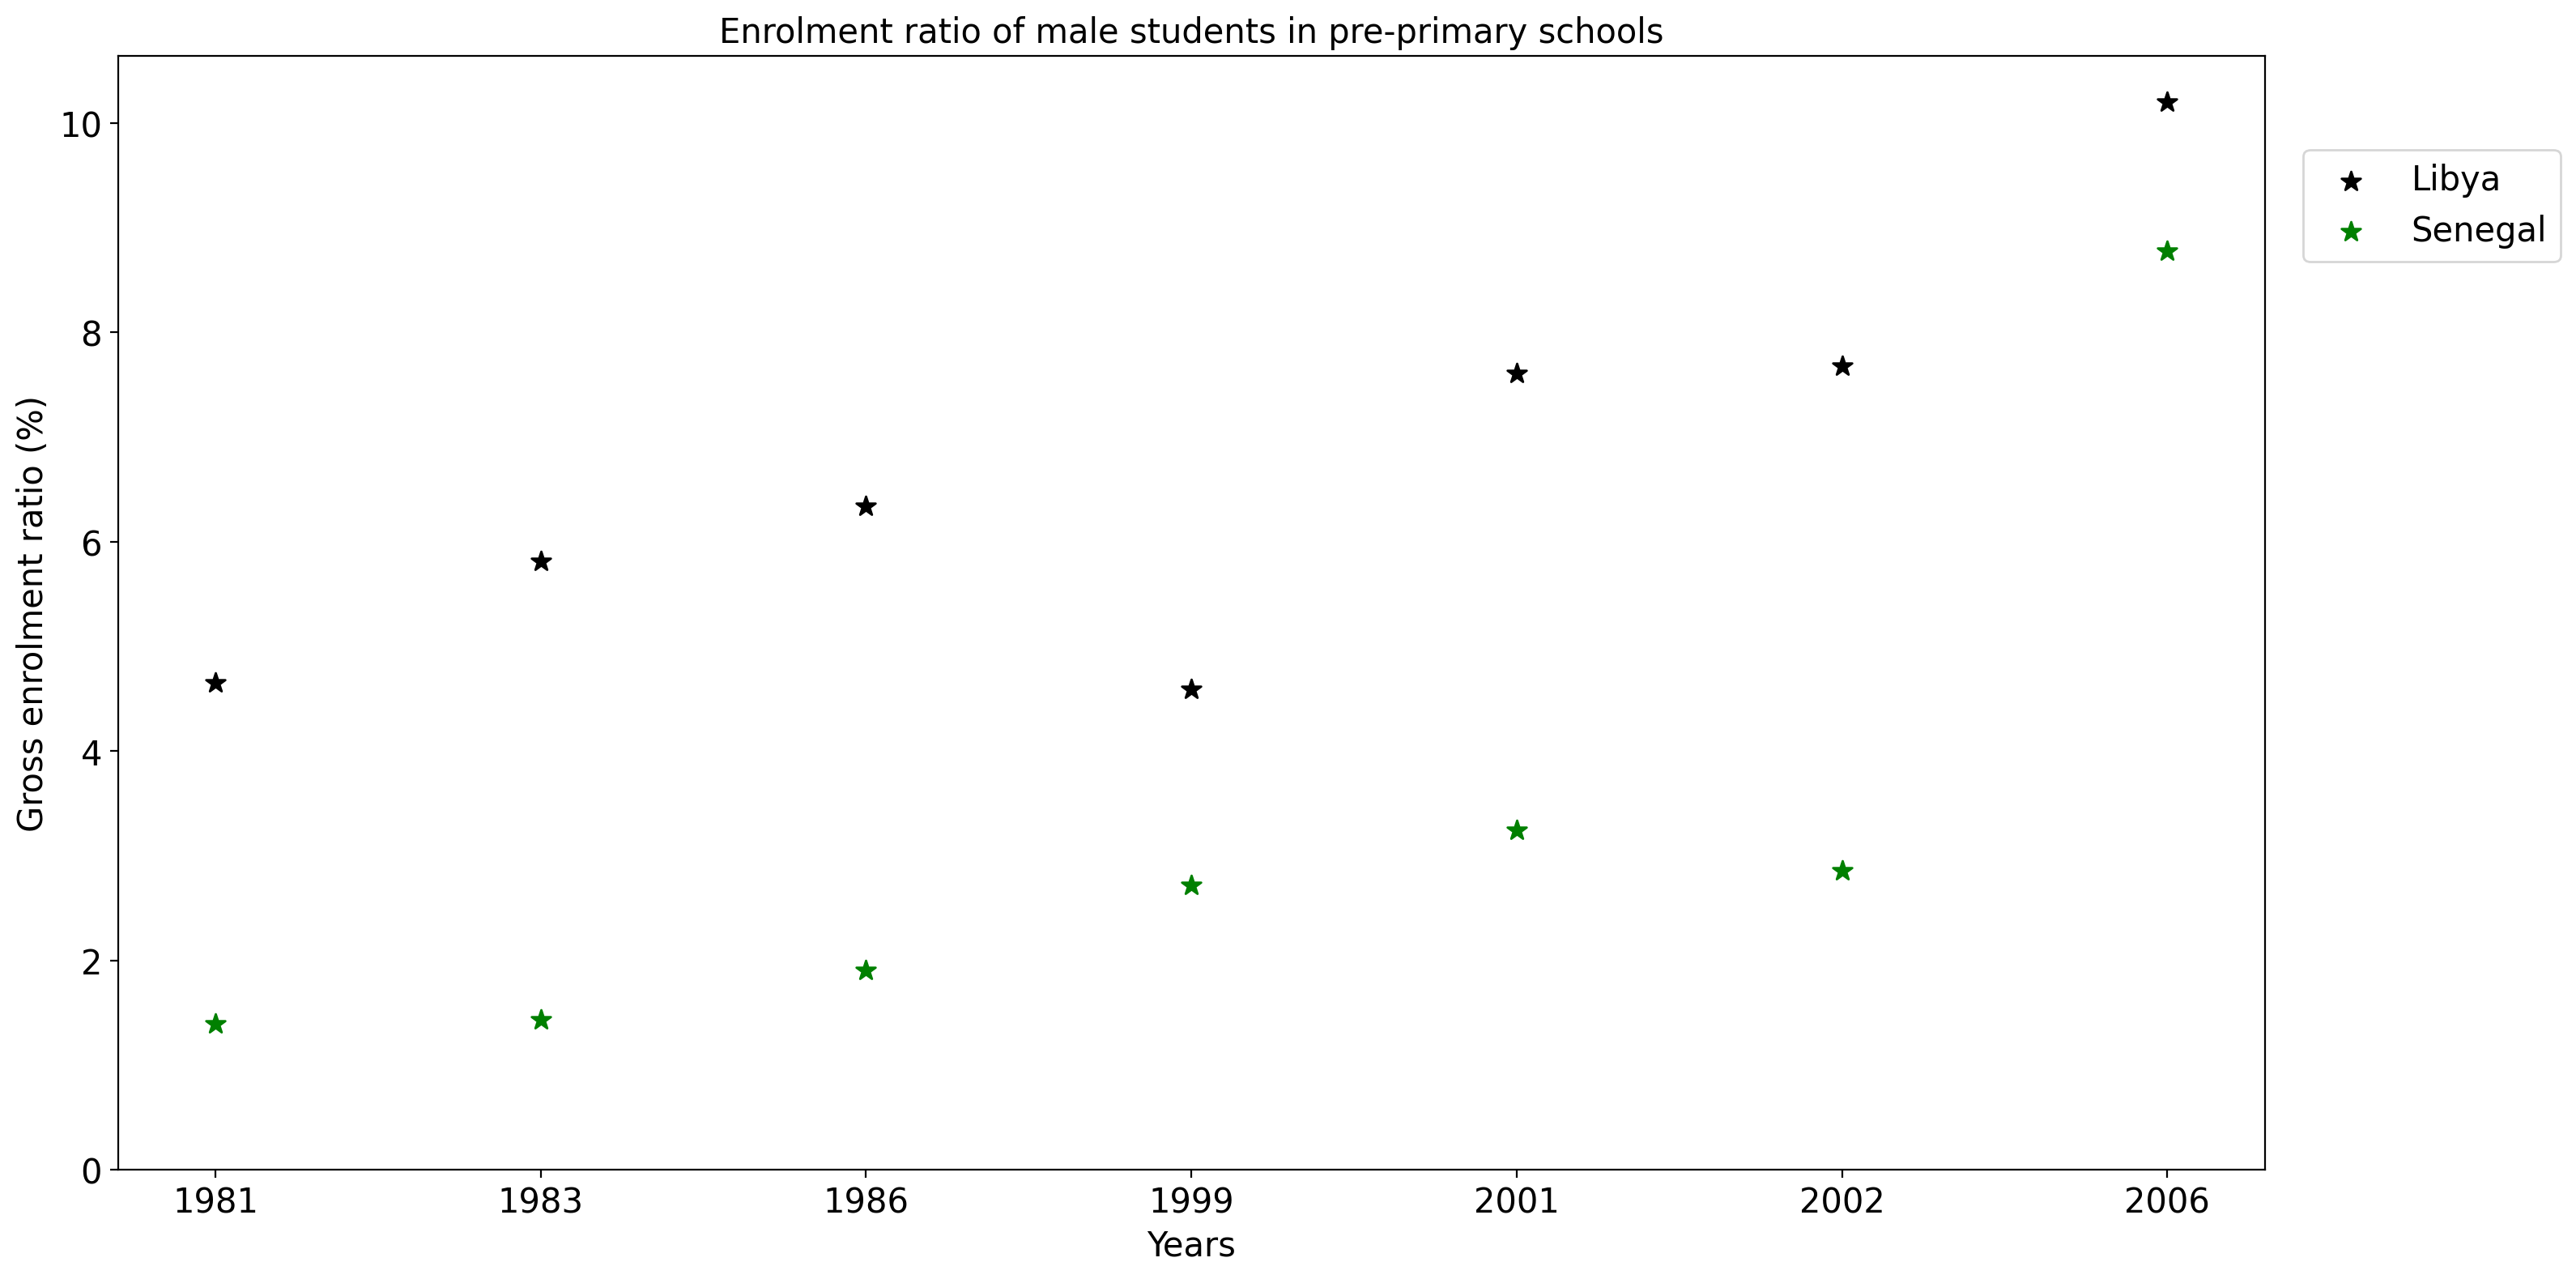 Enrolment ratio of male students in pre-primary schools
10
8
6
4
2
0
Gross enrolment ratio (%)
1981 1983 1986 1999 2001 2002 2006
Years
Libya
Senegal